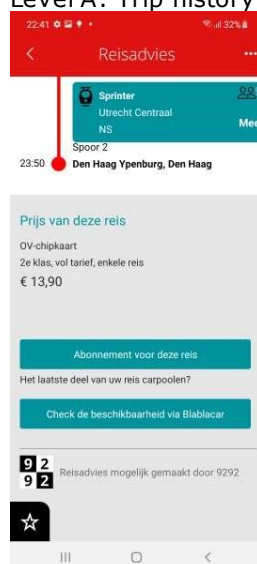 Level A: Trip history
22:41
32%
Reisadvies
Sprinter
Utrecht Centraal
NS
Mee
Spoor 2
23:50 Den Haag Ypenburg, Den Haag
Prijs van deze reis
OV-chipkaart
2e klas, vol tarief, enkele reis
€ 13,90
Abonnement voor deze reis
Het laatste deel van uw reis carpoolen?
Check de beschikbaarheid via Blablacar
9 2
9 2
Reisadvies mogelijk gemaakt door 9292